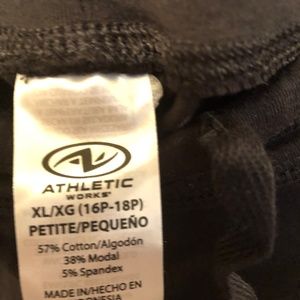 ATHLETIC
WORKS®
XL/XG (16P-18P)
PETITE/PEQUEÑO
57% Cotton/Algodón
38% Modal
5% Spandex
MADE IN/HECHO EN